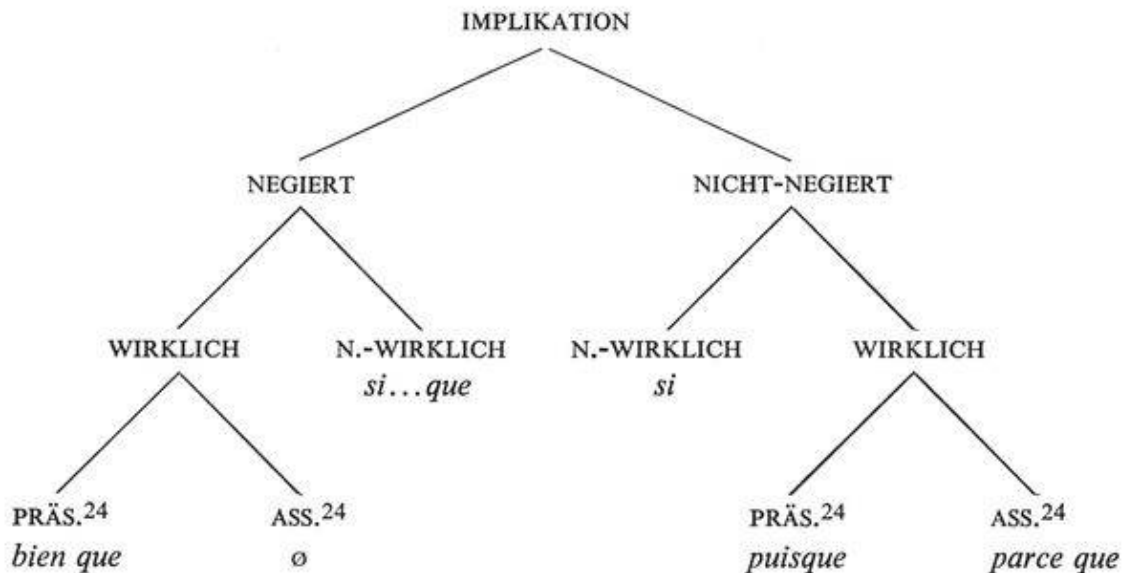 IMPLIKATION
NEGIERT NICHT-NEGIERT
WIRKLICH N.-WIRKLICH N.-WIRKLICH WIRKLICH
si...que si
PRÄS.24 ASS.24 PRÄS.24 ASS.24
bien que ø puisque parce que